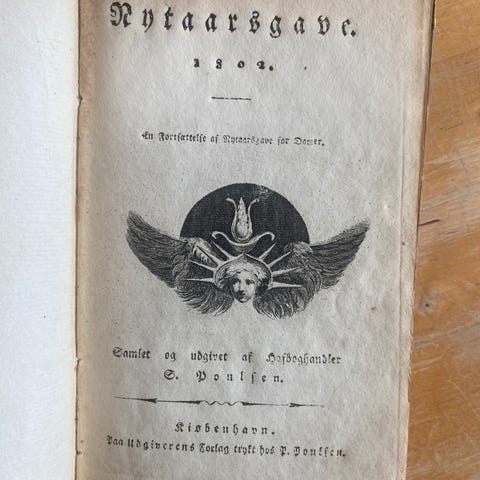 Nytaarsgave.
1802.
En Fortsættelse af Nytaarsgave for Damer.
Samlet og udgivet af Hofboghandler
S. Poulsen.
Kiøbenhavn.
Paa Udgiverens Forlag trykt hos P. Poulsen.